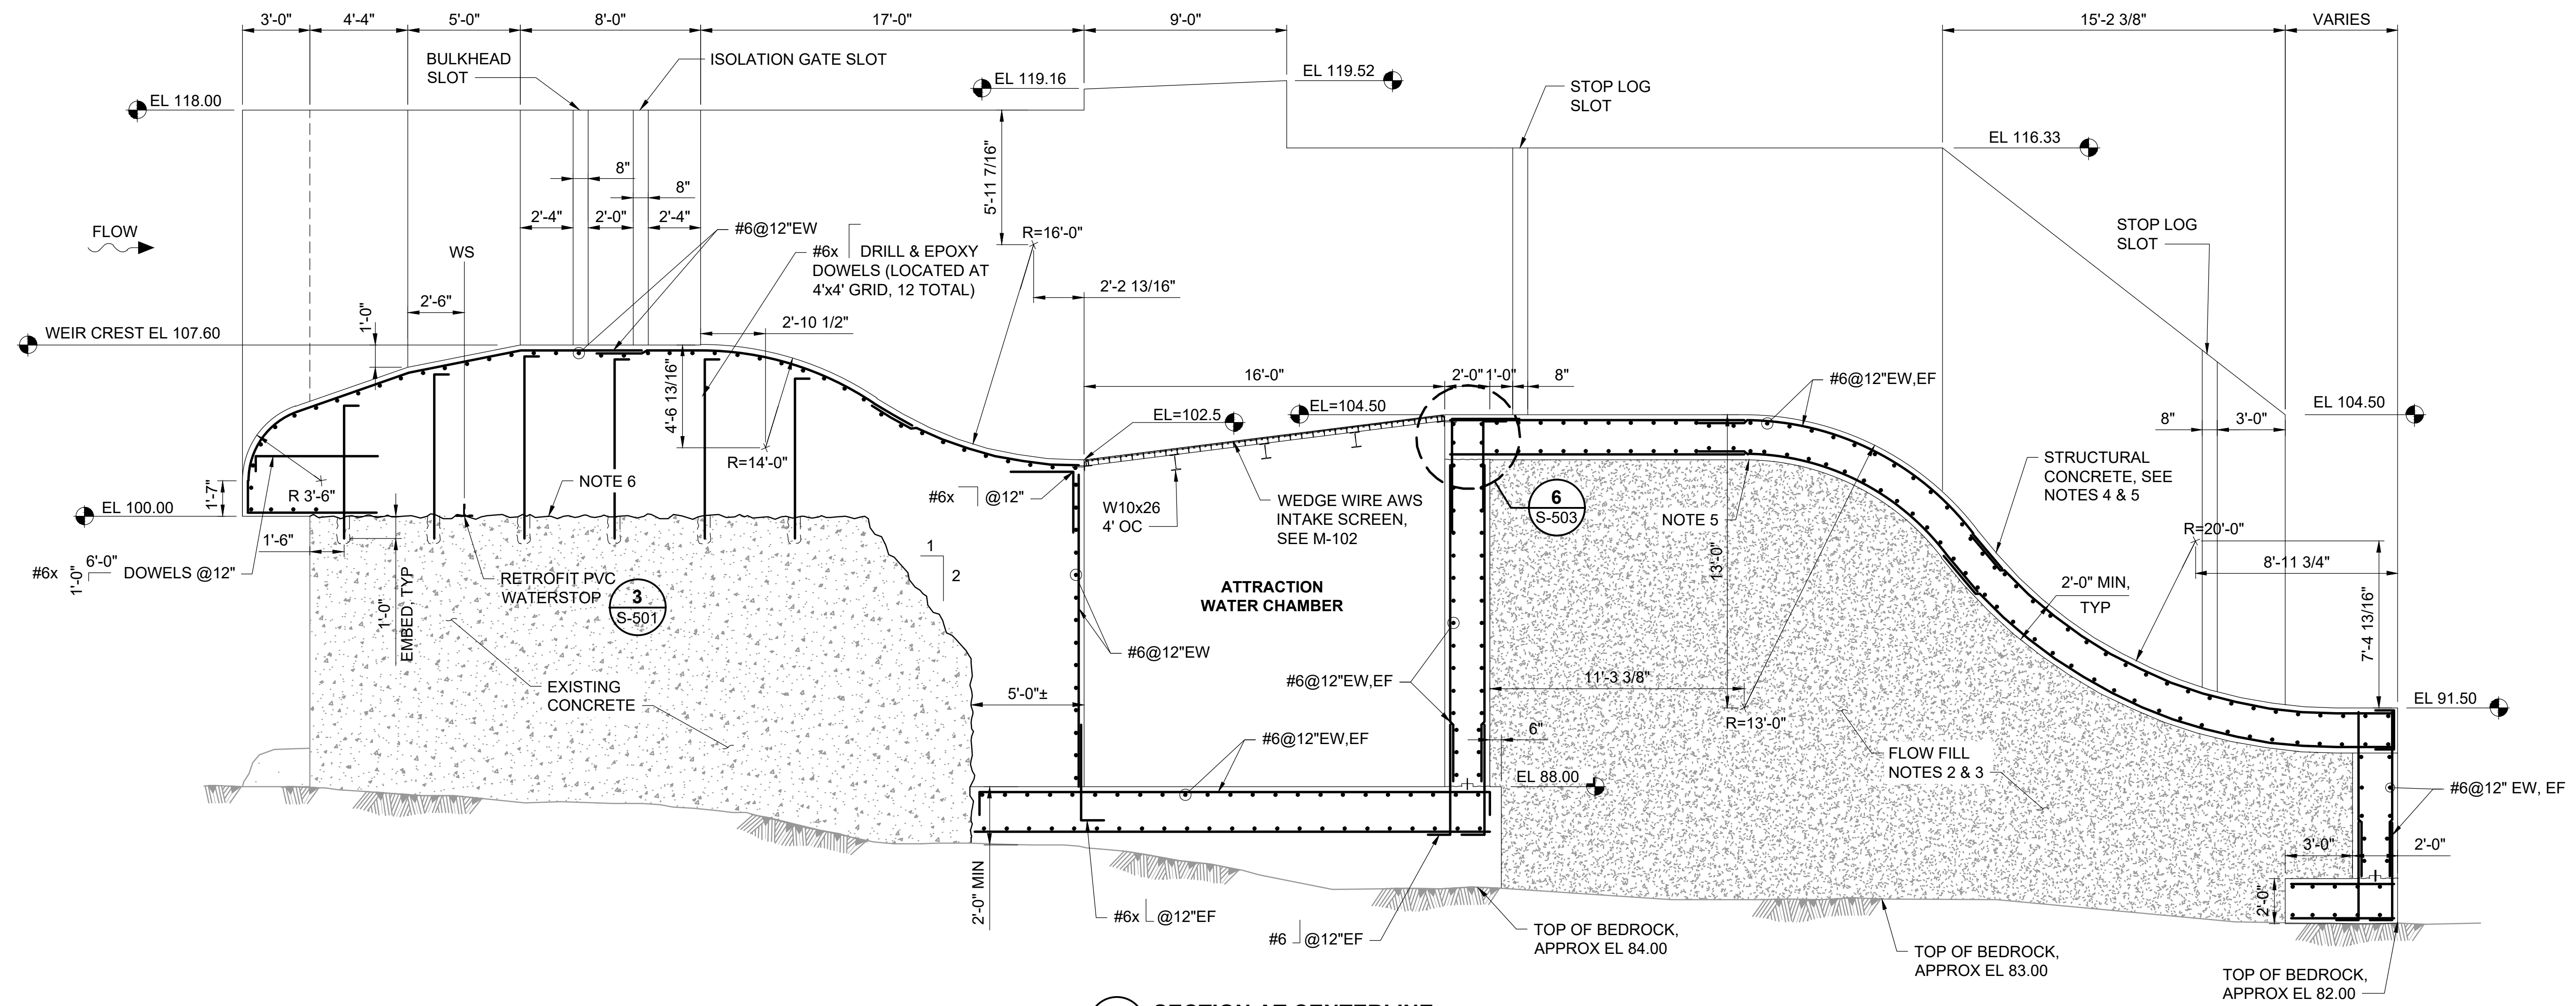 3'-0"
4'-4"
5'-0"
8'-0"
17'-0"
9'-0"
15'-2 3/8"
VARIES
BULKHEAD
SLOT
ISOLATION GATE SLOT
EL 119.16
EL 119.52
EL 118.00
STOP LOG
SLOT
EL 116.33
5'-11 7/16"
8"
8"
2'-4"
2'-0"
2'-4"
#6@12"EW
#6x
DRILL & EPOXY
DOWELS (LOCATED AT
4'x4' GRID, 12 TOTAL)
R=16'-0"
STOP LOG
SLOT
FLOW
WS
2'-6"
2'-2 13/16"
1'-0"
WEIR CREST EL 107.60
2'-10 1/2"
4'-6 13/16"
R=14'-0"
16'-0"
2'-0"
1'-0"
8"
#6@12"EW,EF
EL=102.5
EL=104.50
EL 104.50
8"
3'-0"
1'-7"
R 3'-6"
NOTE 6
EL 100.00
#6x
@12"
W10x26
4' OC
WEDGE WIRE AWS
INTAKE SCREEN,
SEE M-102
6
S-503
NOTE 5
STRUCTURAL
CONCRETE, SEE
NOTES 4 & 5
R=20'-0"
8'-11 3/4"
1'-6"
1
2
13'-0"
#6x
1'-0"
6'-0"
DOWELS @12"
1'-0"
EMBED, TYP
RETROFIT PVC
WATERSTOP
3
S-501
ATTRACTION
WATER CHAMBER
2'-0" MIN,
TYP
7'-4 13/16"
#6@12"EW
EXISTING
CONCRETE
5'-0"±
#6@12"EW,EF
11'-3 3/8"
R=13'-0"
EL 91.50
#6@12"EW,EF
6"
FLOW FILL
NOTES 2 & 3
EL 88.00
#6@12" EW, EF
3'-0"
2'-0"
2'-0" MIN
2'-0"
#6x
@12"EF
#6
@12"EF
TOP OF BEDROCK,
APPROX EL 84.00
TOP OF BEDROCK,
APPROX EL 83.00
TOP OF BEDROCK,
APPROX EL 82.00
SECTION AT CENTERLINE